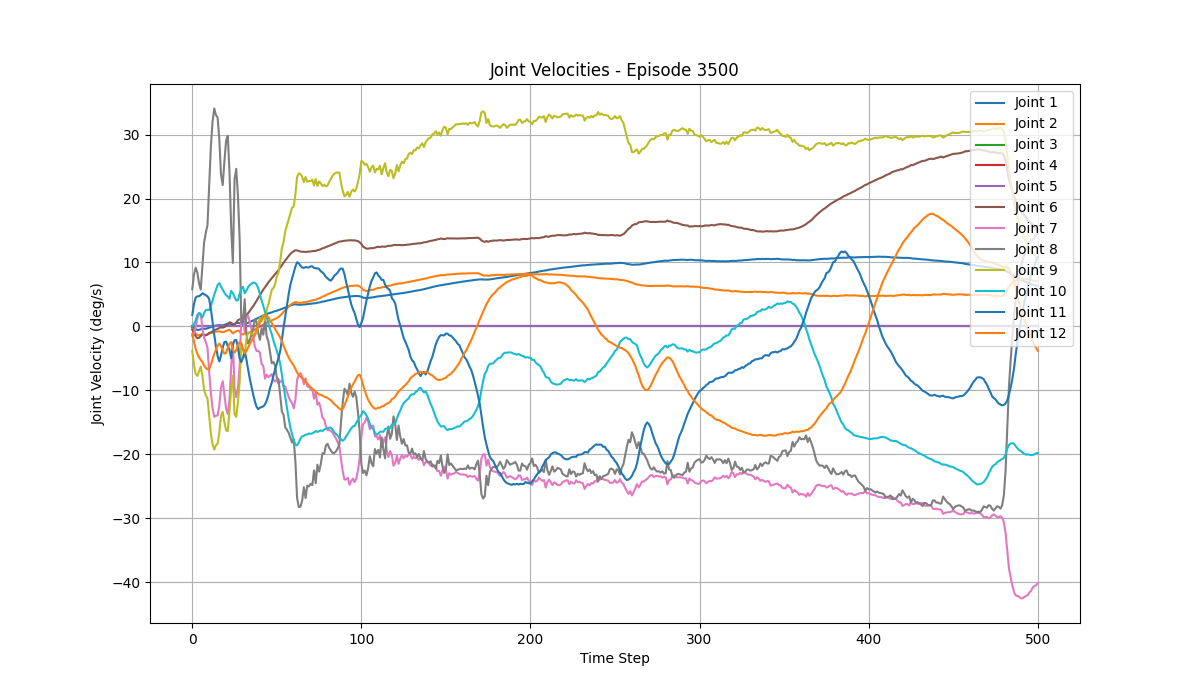 Joint Velocities - Episode 3500
Joint Velocity (deg/s)
30
20
10
0
−10
−20
−30
−40
Joint 1
Joint 2
Joint 3
Joint 4
Joint 5
Joint 6
Joint 7
Joint 8
Joint 9
Joint 10
Joint 11
Joint 12
0 100 200 300 400 500
Time Step